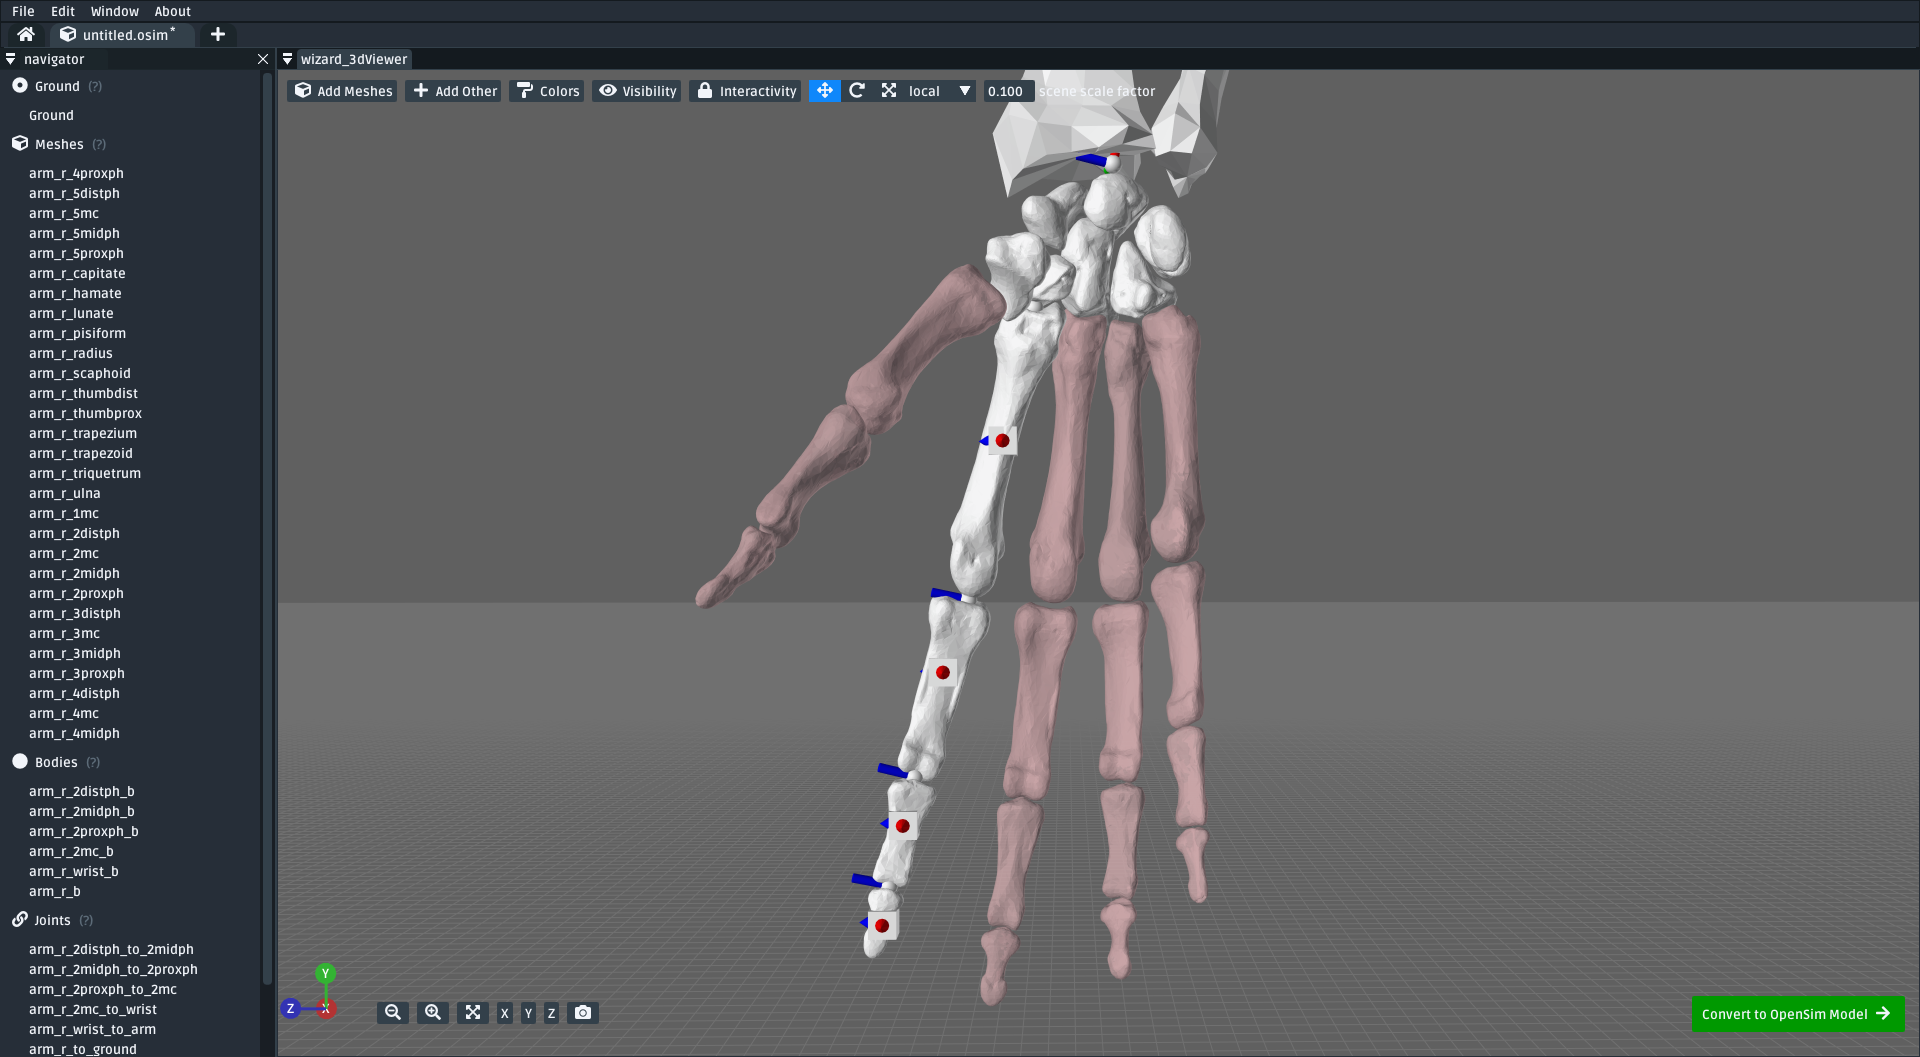 File Edit Window About
untitled.osim*
navigator
wizard_3dViewer
Ground (?)
Ground
Meshes (?)
arm_r_4proxph
arm_r_5distph
arm_r_5mc
arm_r_5midph
arm_r_5proxph
arm_r_capitate
arm_r_hamate
arm_r_lunate
arm_r_pisiform
arm_r_radius
arm_r_scaphoid
arm_r_thumbdist
arm_r_thumbprox
arm_r_trapezium
arm_r_trapezoid
arm_r_triquetrum
arm_r_ulna
arm_r_1mc
arm_r_2distph
arm_r_2mc
arm_r_2midph
arm_r_2proxph
arm_r_3distph
arm_r_3mc
arm_r_3midph
arm_r_3proxph
arm_r_4distph
arm_r_4mc
arm_r_4midph
Bodies (?)
arm_r_2distph_b
arm_r_2midph_b
arm_r_2proxph_b
arm_r_2mc_b
arm_r_wrist_b
arm_r_b
Joints (?)
arm_r_2distph_to_2midph
arm_r_2midph_to_2proxph
arm_r_2proxph_to_2mc
arm_r_2mc_to_wrist
arm_r_wrist_to_arm
arm_r_to_ground
Add Meshes Add Other Colors Visibility Interactivity local 0.100 scene scale factor
Y
Z X
X Y Z
Convert to OpenSim Model